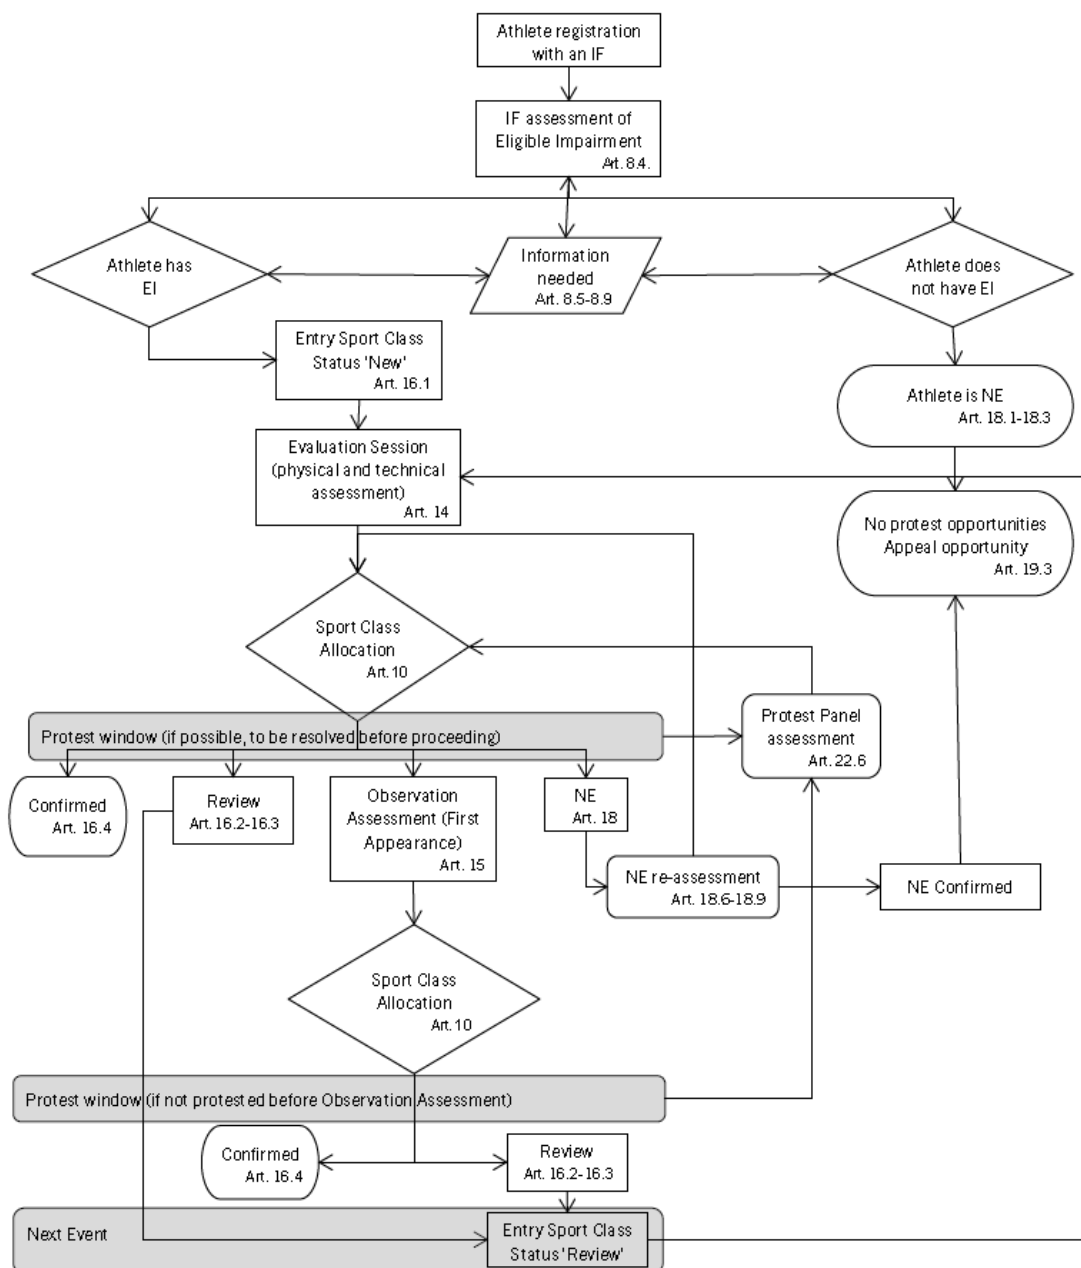 Athlete registration
with an IF
IF assessment of
Eligible Impairment
Art. 8.4.
Athlete has
EI
Information
needed
Art. 8.5-8.9
Athlete does
not have EI
Entry Sport Class
Status 'New'
Art. 16.1
Athlete is NE
Art. 18.1-18.3
Evaluation Session
(physical and technical
assessment)
Art. 14
No protest opportunities
Appeal opportunity
Art. 19.3
Sport Class
Allocation
Art. 10
Protest window (if possible, to be resolved before proceeding)
Protest Panel
assessment
Art. 22.6
Confirmed
Art. 16.4
Review
Art. 16.2-16.3
Observation
Assessment (First
Appearance)
Art. 15
NE
Art. 18
NE re-assessment
Art. 18.6-18.9
NE Confirmed
Sport Class
Allocation
Art. 10
Protest window (if not protested before Observation Assessment)
Confirmed
Art. 16.4
Review
Art. 16.2-16.3
Next Event
Entry Sport Class
Status 'Review'